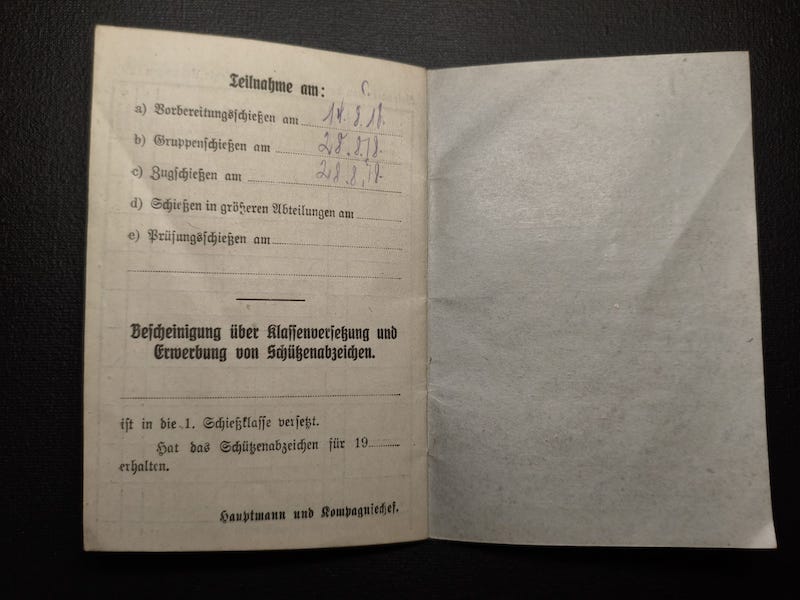 Teilnahme am:
a) Vorbereitungsschießen am 14.8.18.
b) Gruppenschießen am 28.8.18.
c) Zugschießen am 28.8.18.
d) Schießen in größeren Abteilungen am
e) Prüfungsschießen am
Bescheinigung über Klassenversetzung und
Erwerbung von Schützenabzeichen.
ist in die 1. Schießklasse versetzt.
Hat das Schützenabzeichen für 19
erhalten.
Hauptmann und Kompagniechef.